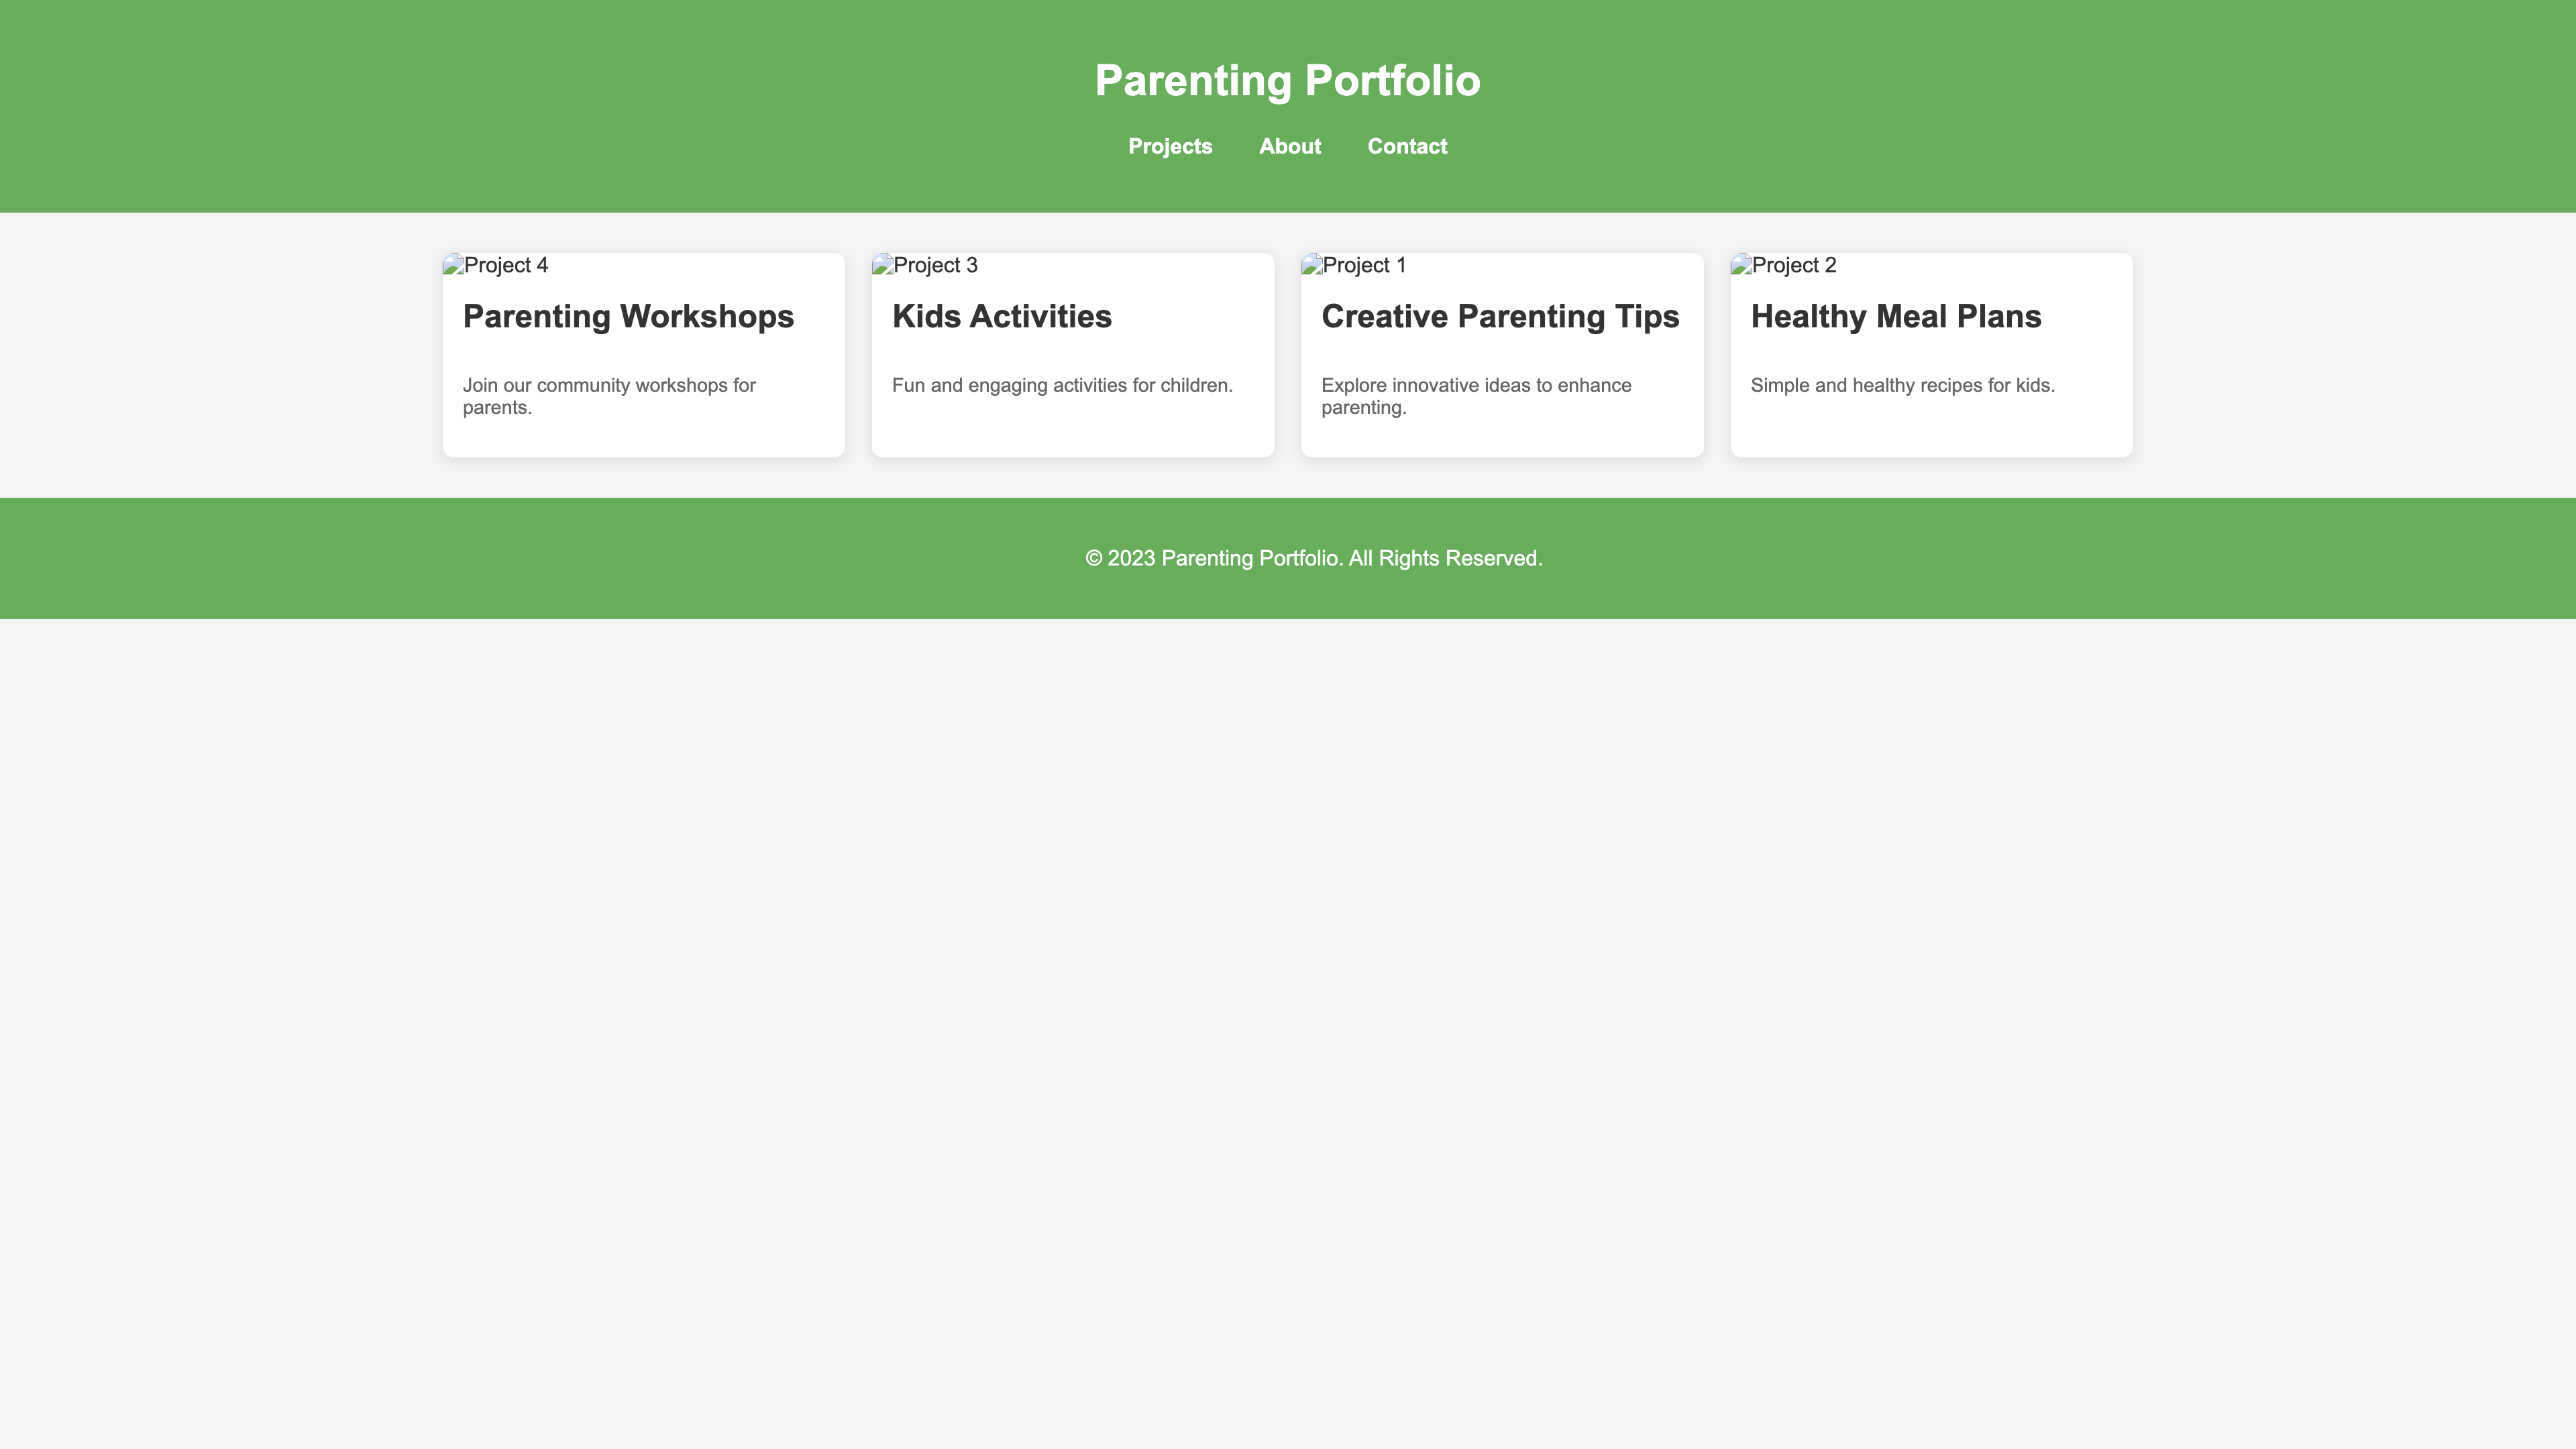 Parenting Portfolio
Projects About Contact
Project 4
Parenting Workshops
Join our community workshops for
parents.
Project 3
Kids Activities
Fun and engaging activities for children.
Project 1
Creative Parenting Tips
Explore innovative ideas to enhance
parenting.
Project 2
Healthy Meal Plans
Simple and healthy recipes for kids.
© 2023 Parenting Portfolio. All Rights Reserved.